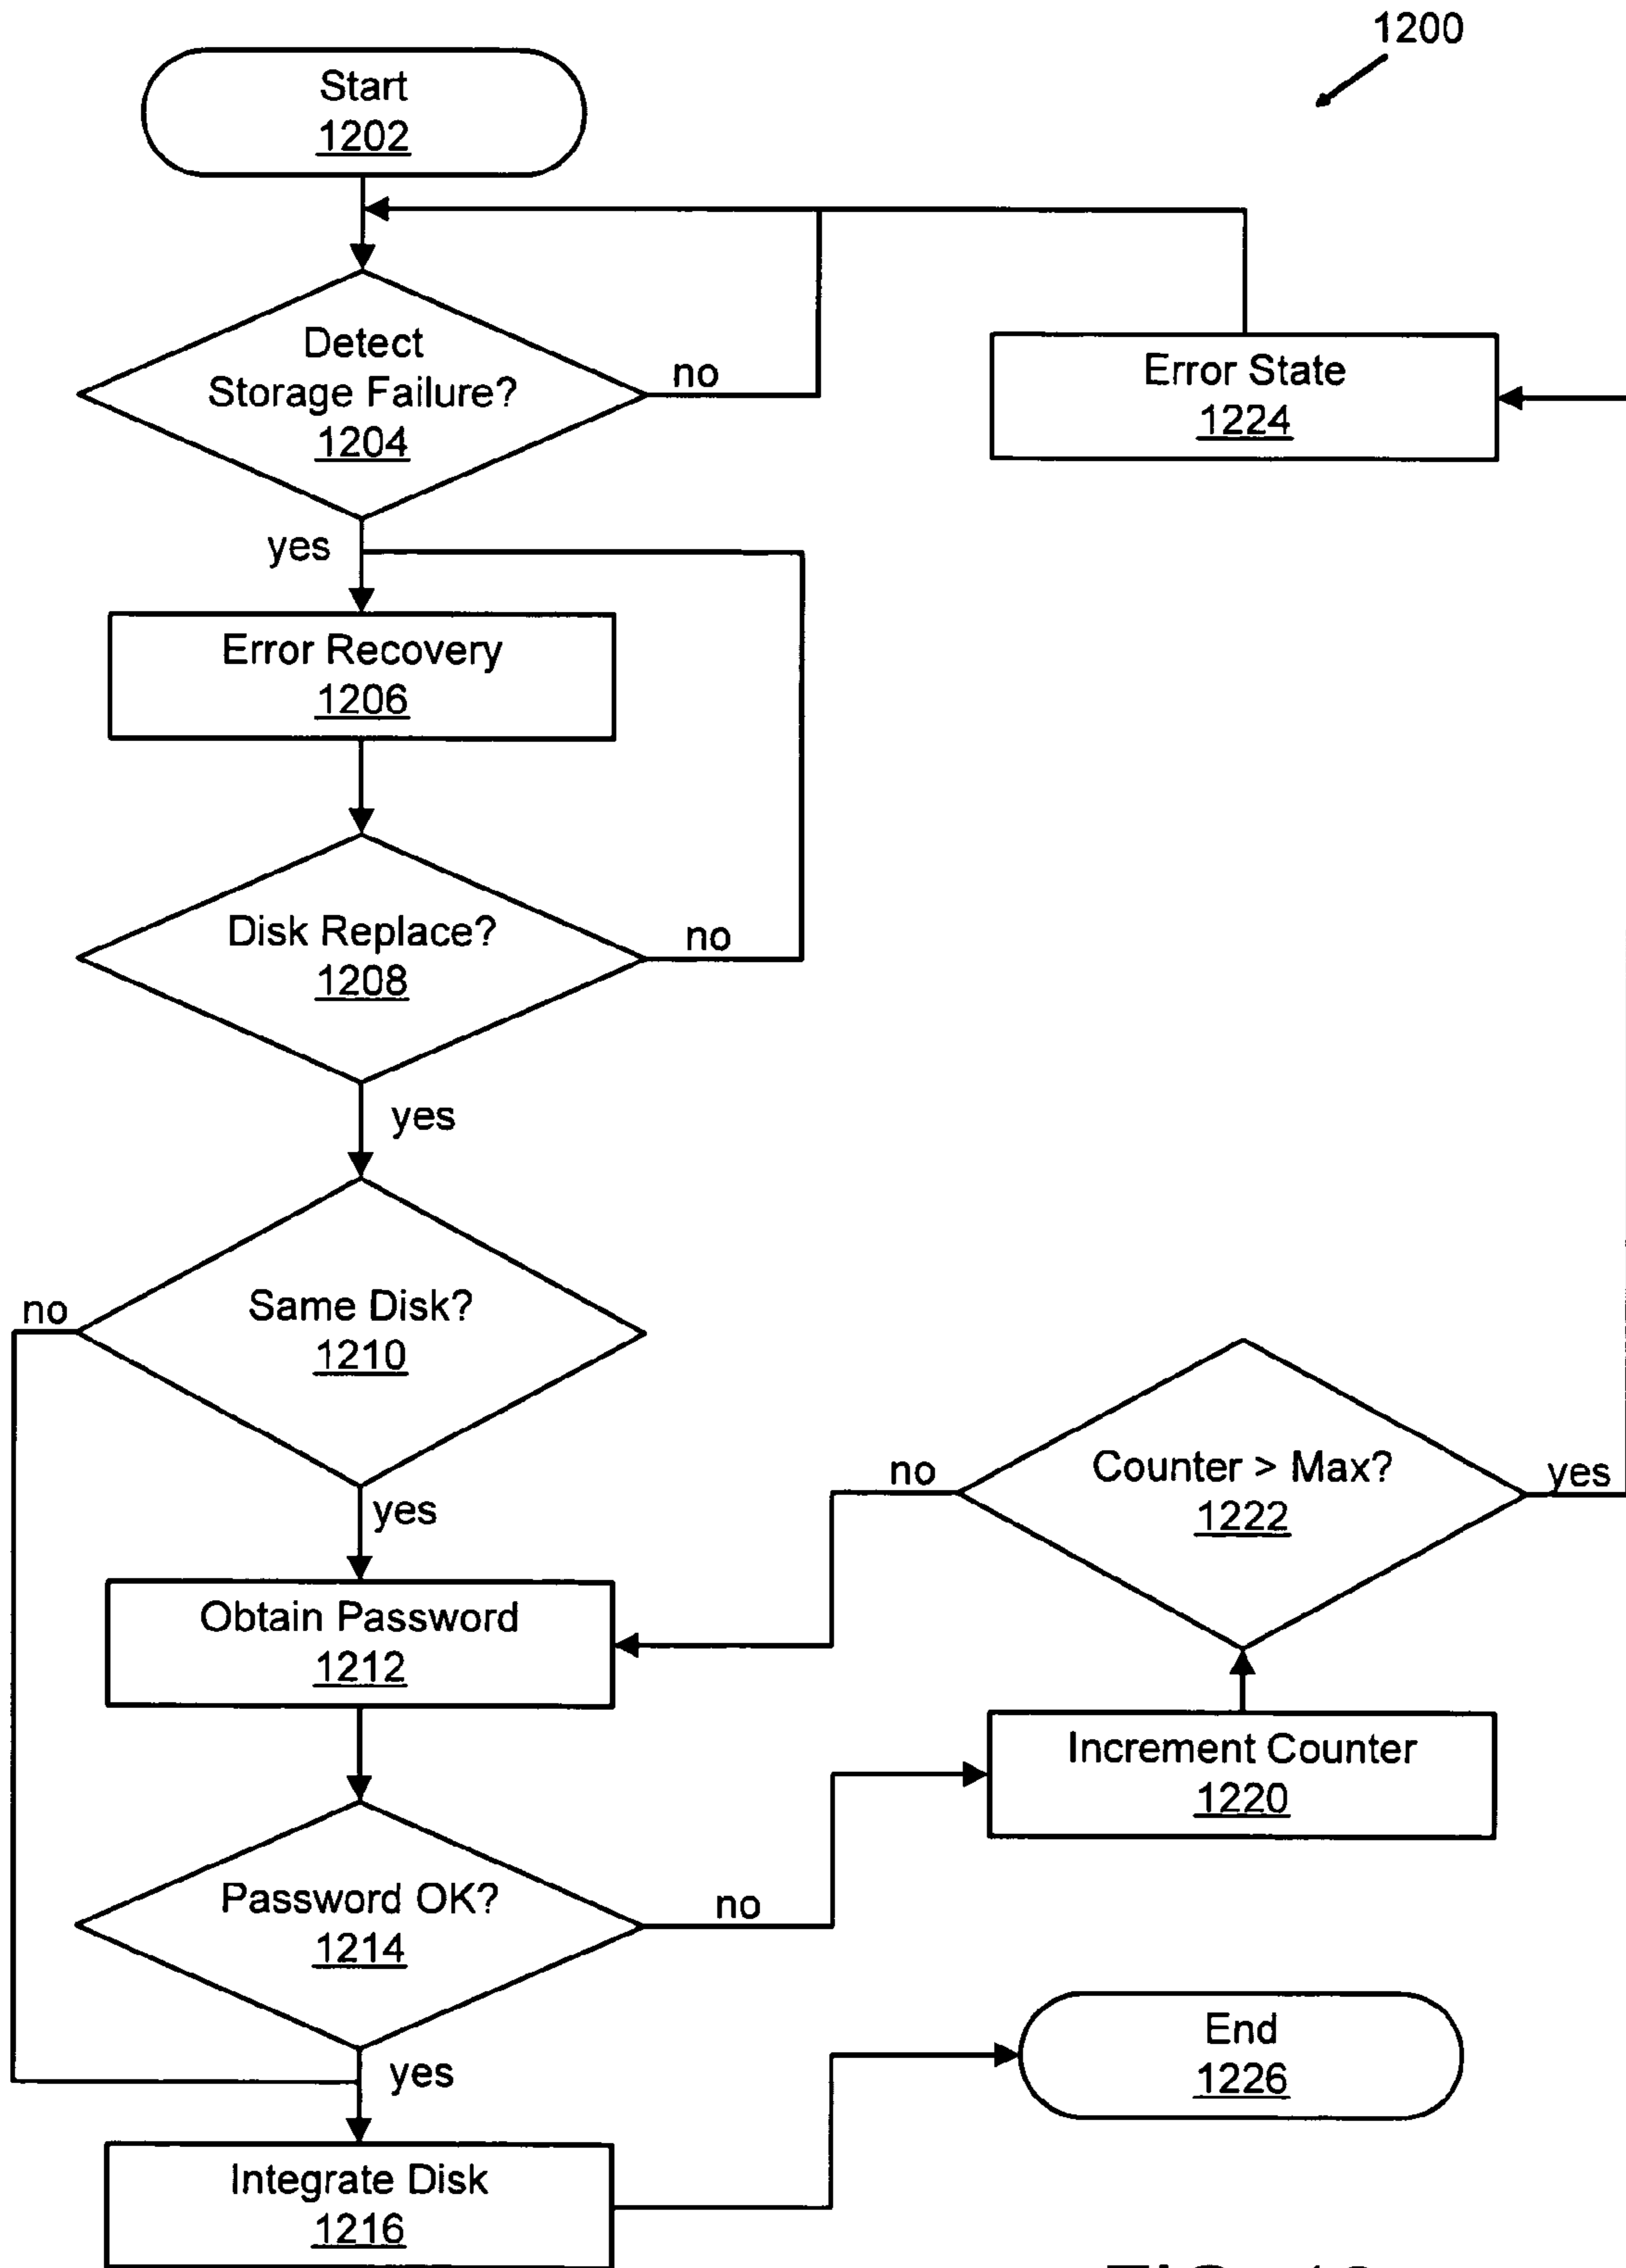 1200
Start
1202
Detect
Storage Failure?
1204
no
Error State
1224
yes
Error Recovery
1206
Disk Replace?
1208
no
yes
Same Disk?
1210
no
yes
Counter > Max?
1222
no
yes
Obtain Password
1212
Increment Counter
1220
Password OK?
1214
no
yes
End
1226
Integrate Disk
1216